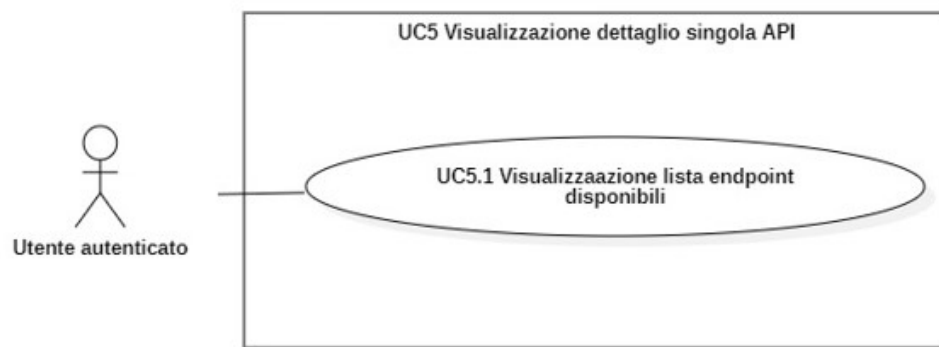 UC5 Visualizzazione dettaglio singola API
UC5.1 Visualizzaazione lista endpoint
disponibili
Utente autenticato